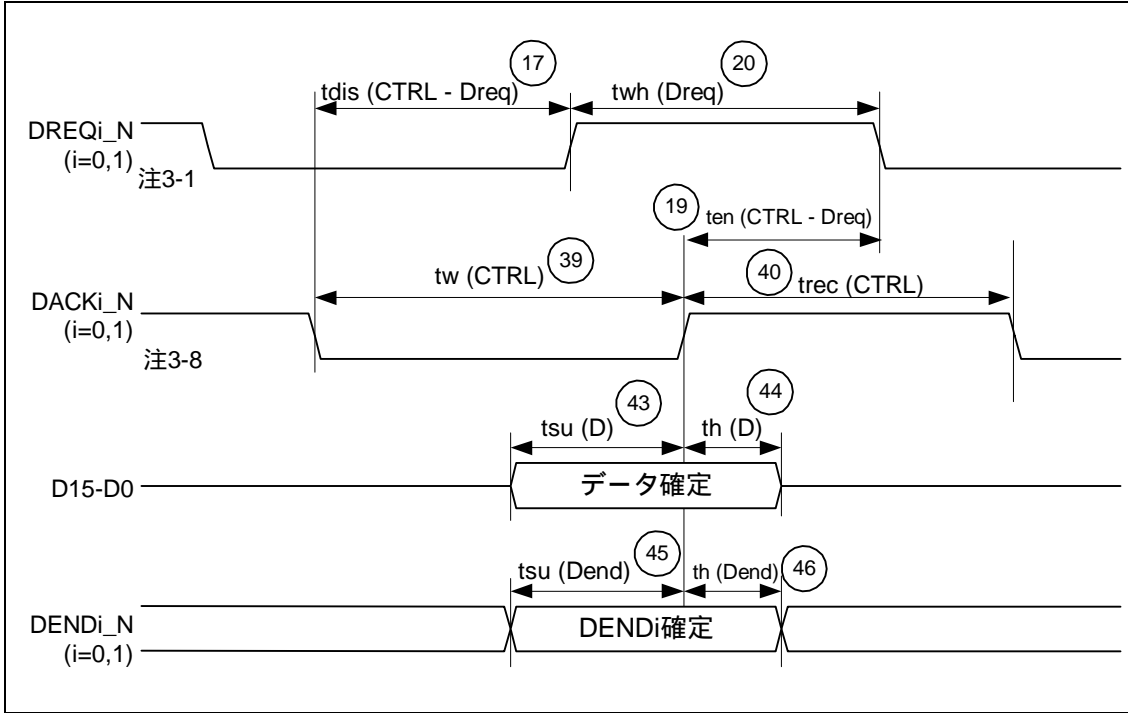 17
20
tdis (CTRL - Dreq)
twh (Dreq)
DREQi_N
(i=0,1)
注3-1
19
ten (CTRL - Dreq)
39
40
tw (CTRL)
trec (CTRL)
DACKi_N
(i=0,1)
注3-8
43
44
tsu (D)
th (D)
D15-D0
データ確定
45
46
tsu (Dend)
th (Dend)
DENDi_N
(i=0,1)
DENDi確定